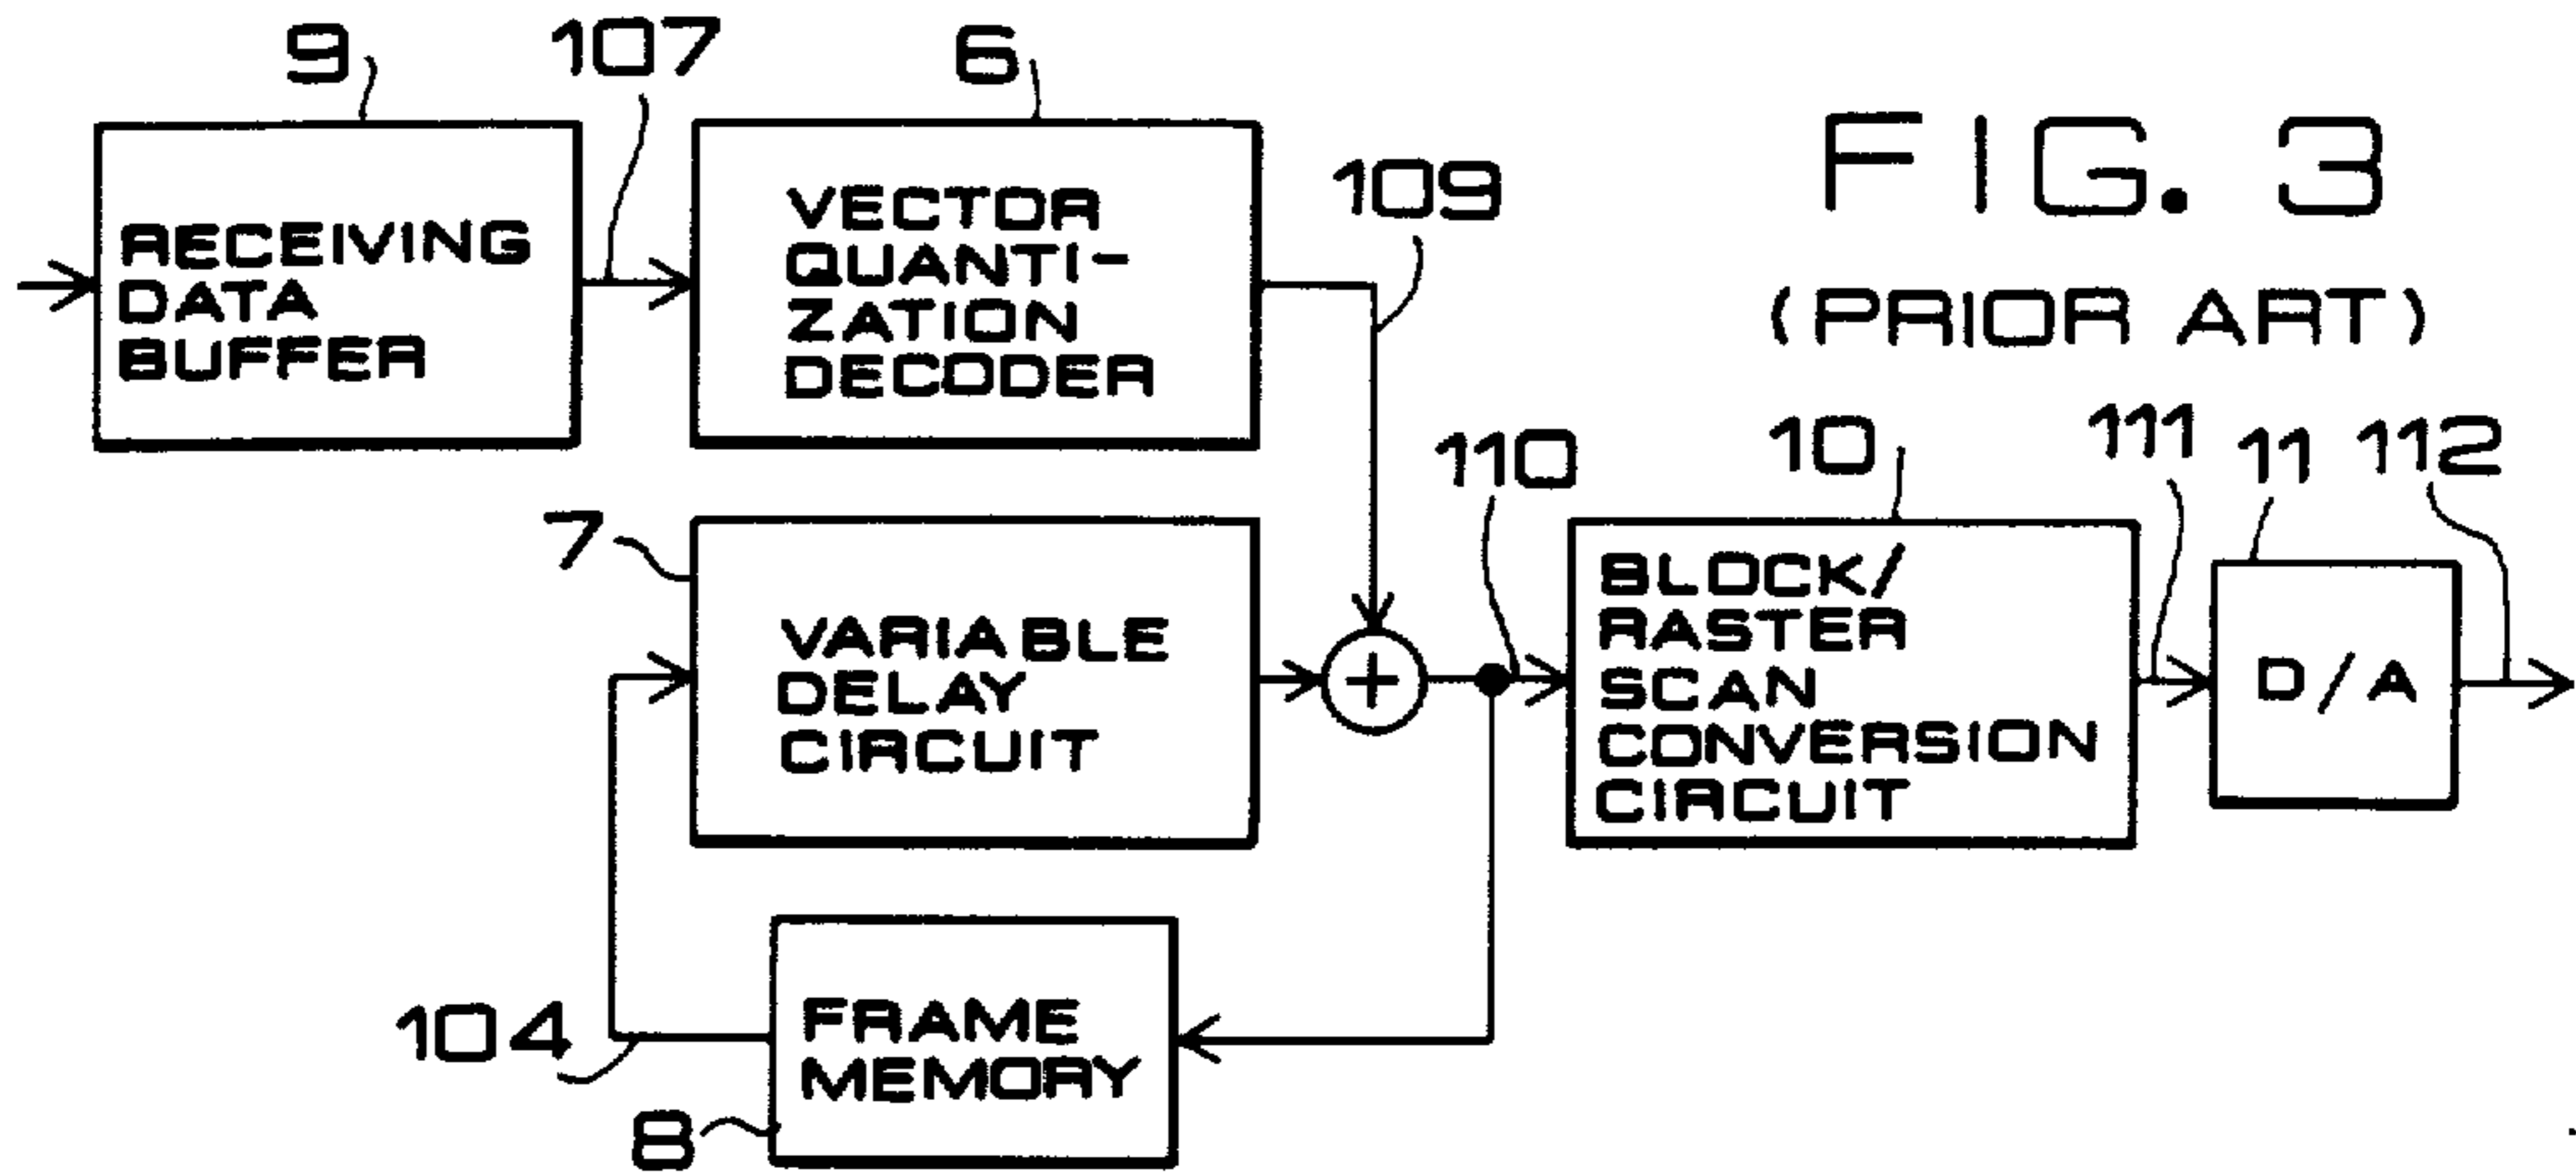 9
107
6
FIG. 3
(PRIOR ART)
RECEIVING
DATA
BUFFER
VECTOR
QUANTI-
ZATION
DECODER
109
110
10
111
11
112
7
VARIABLE
DELAY
CIRCUIT
+
BLOCK/
RASTER
SCAN
CONVERSION
CIRCUIT
D/A
104
FRAME
MEMORY
8